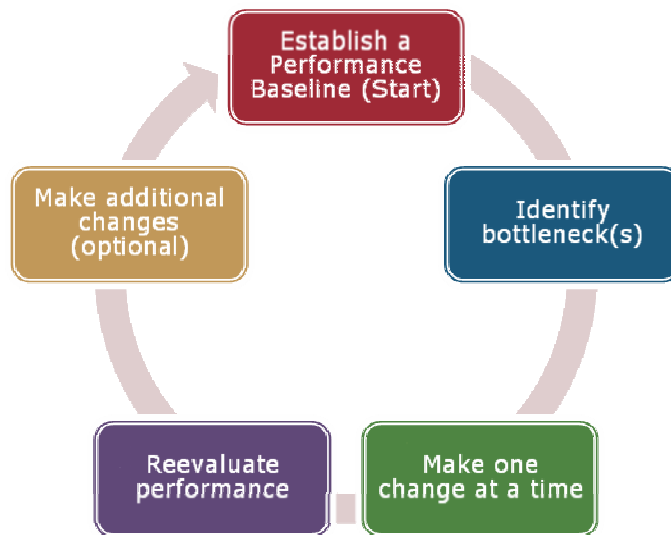 Establish a
Performance
Baseline (Start)
Identify
bottleneck(s)
Make one
change at a time
Reevaluate
performance
Make additional
changes
(optional)